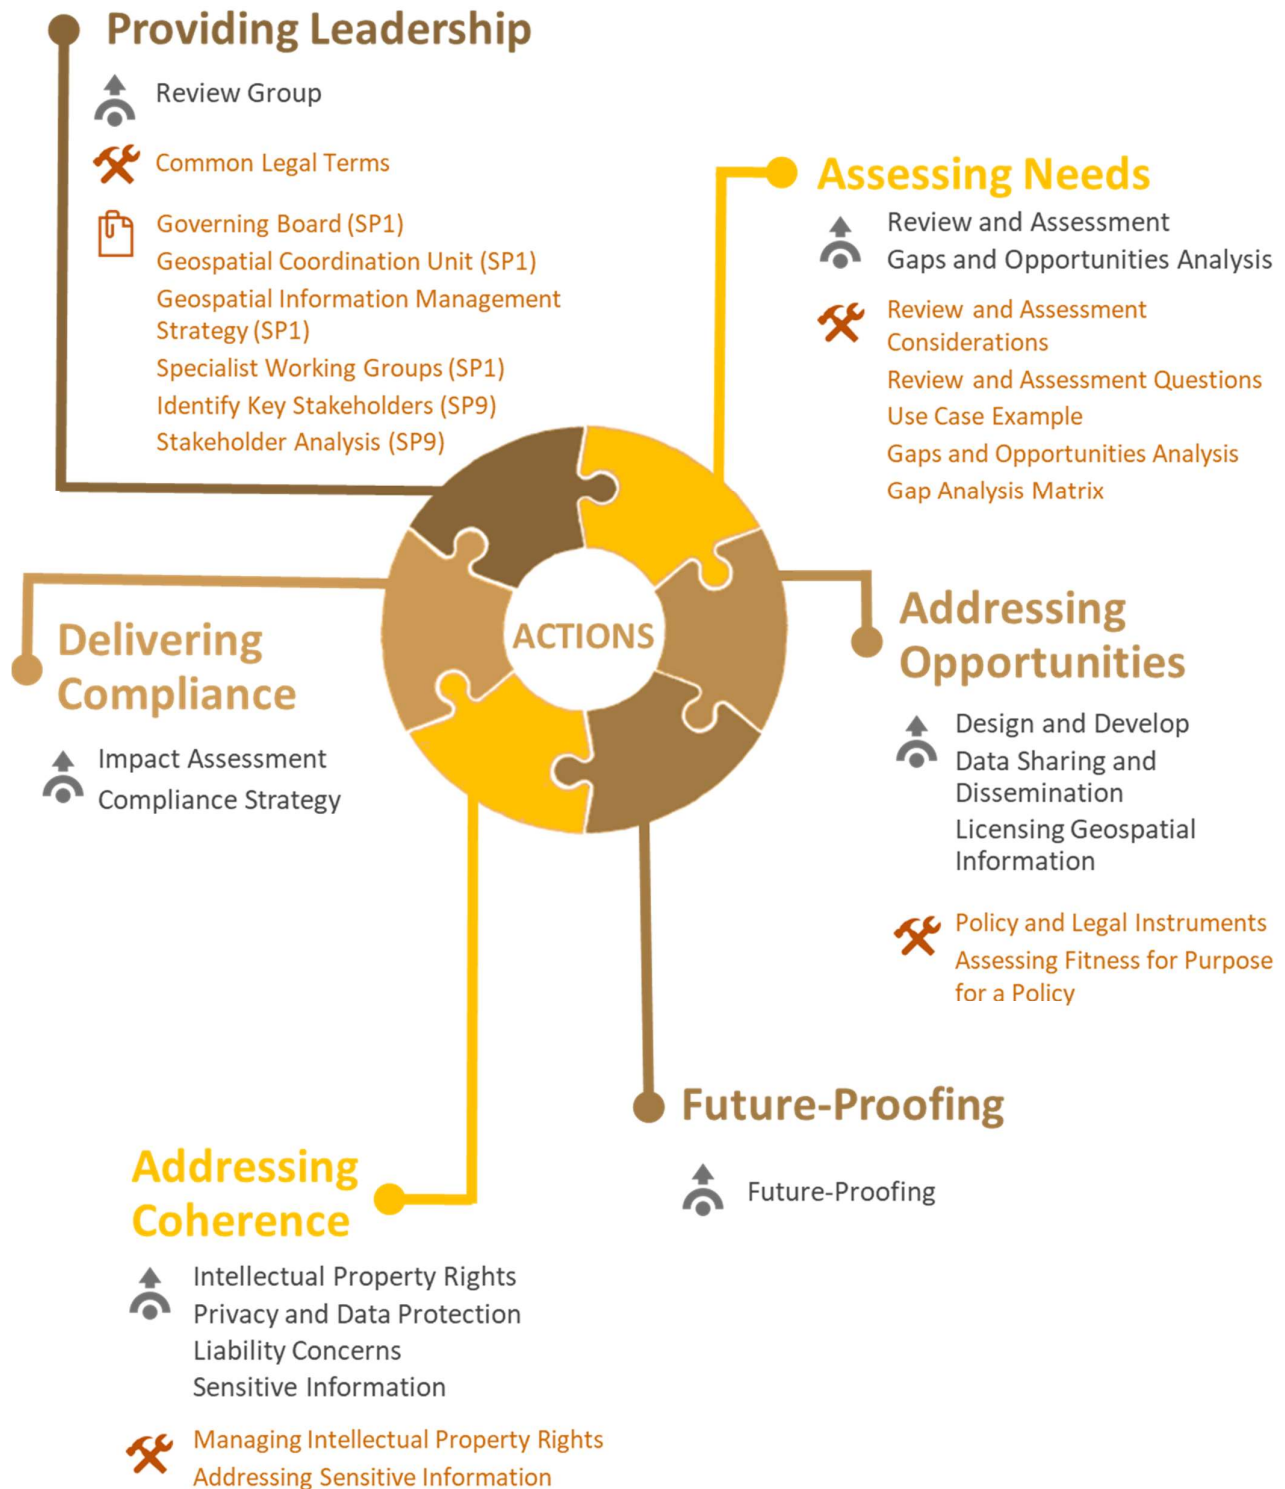 Providing Leadership
Review Group
Common Legal Terms
Governing Board (SP1)
Geospatial Coordination Unit (SP1)
Geospatial Information Management
Strategy (SP1)
Specialist Working Groups (SP1)
Identify Key Stakeholders (SP9)
Stakeholder Analysis (SP9)
Assessing Needs
Review and Assessment
Gaps and Opportunities Analysis
Review and Assessment
Considerations
Review and Assessment Questions
Use Case Example
Gaps and Opportunities Analysis
Gap Analysis Matrix
ACTIONS
Addressing
Opportunities
Design and Develop
Data Sharing and
Dissemination
Licensing Geospatial
Information
Policy and Legal Instruments
Assessing Fitness for Purpose
for a Policy
Delivering
Compliance
Impact Assessment
Compliance Strategy
Future-Proofing
Future-Proofing
Addressing
Coherence
Intellectual Property Rights
Privacy and Data Protection
Liability Concerns
Sensitive Information
Managing Intellectual Property Rights
Addressing Sensitive Information